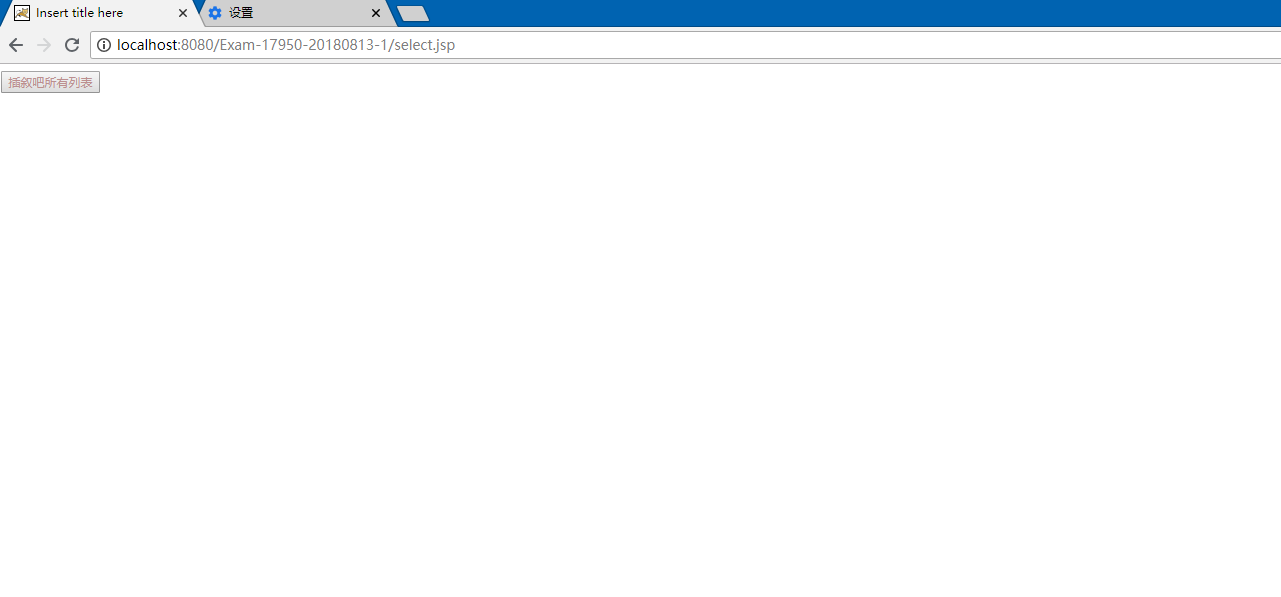 Insert title here
设置
localhost:8080/Exam-17950-20180813-1/select.jsp
插叙吧所有列表